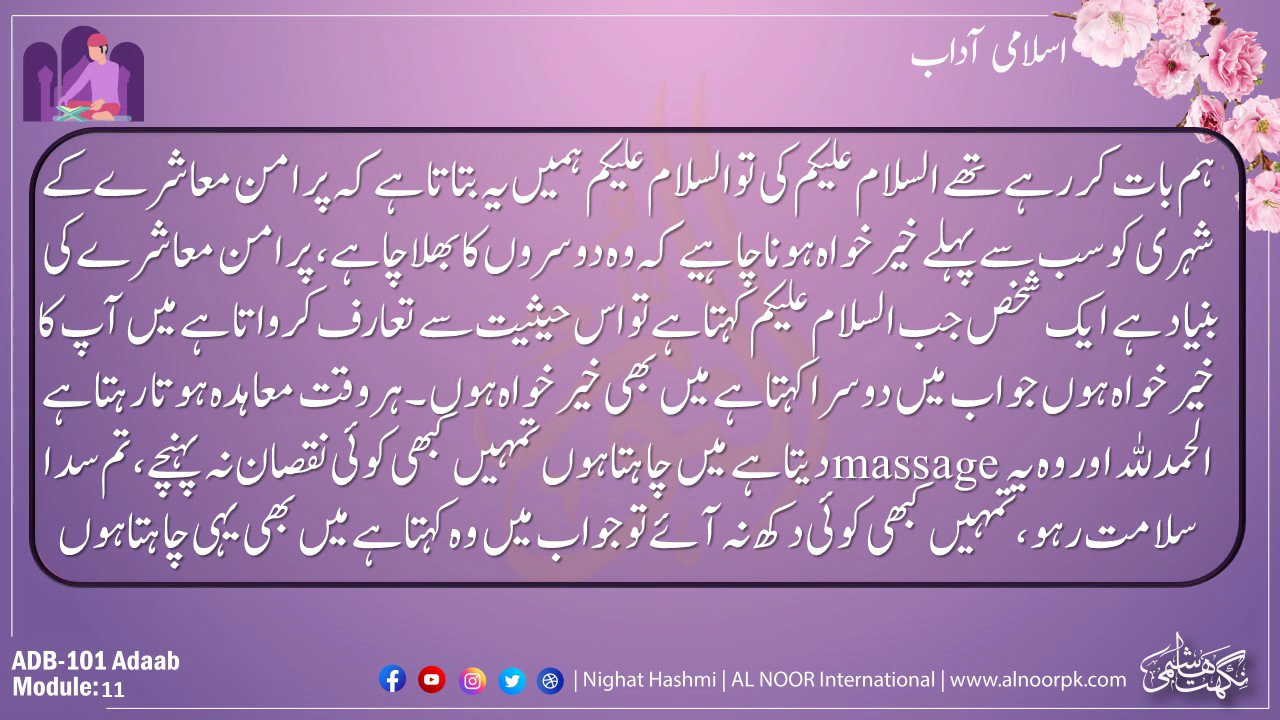 اسلامی آداب
ہم بات کر رہے تھے السلام علیکم کی تو السلام علیکم ہمیں یہ بتاتا ہے کہ پر امن معاشرے کے
شہری کو سب سے پہلے خیر خواہ ہونا چاہیے کہ وہ دوسروں کا بھلا چاہے، پر امن معاشرے کی
بنیاد ہے ایک شخص جب السلام علیکم کہتا ہے تو اس حیثیت سے تعارف کرواتا ہے میں آپ کا
خیر خواہ ہوں جواب میں دوسرا کہتا ہے میں بھی خیر خواہ ہوں۔ ہر وقت معاہدہ ہوتا رہتا ہے
الحمدللہ اور وہ یہ massage دیتا ہے میں چاہتا ہوں تمہیں کبھی کوئی نقصان نہ پہنچے، تم سدا
سلامت رہو، تمہیں کبھی کوئی دکھ نہ آئے تو جواب میں وہ کہتا ہے میں بھی یہی چاہتا ہوں
ADB-101 Adaab
Module:11
| Nighat Hashmi | AL NOOR International | www.alnoorpk.com
نگہت ہاشمی